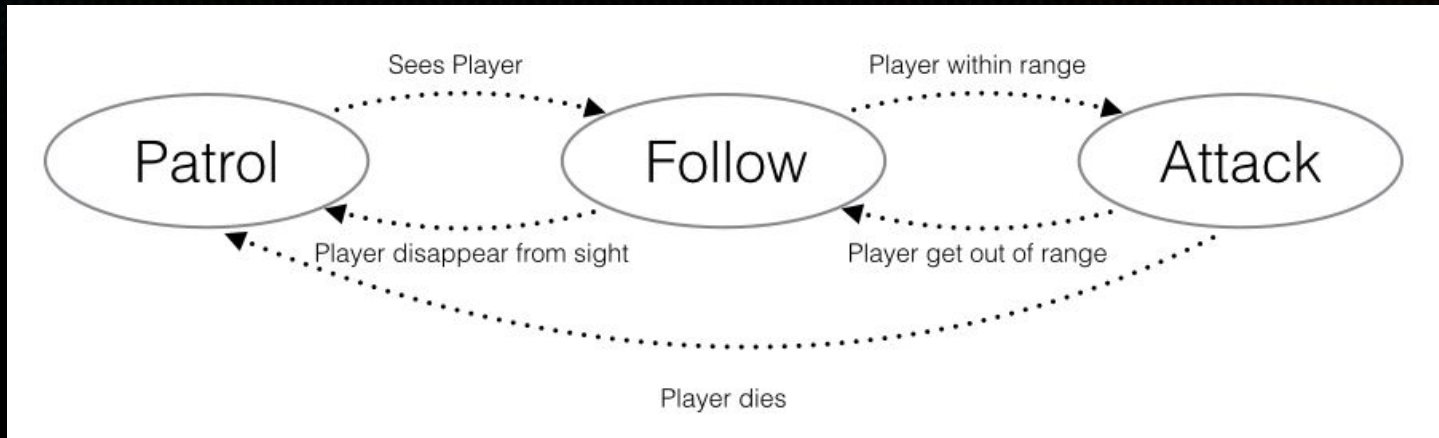 Sees Player
Player within range
Patrol
Follow
Attack
Player disappear from sight
Player get out of range
Player dies